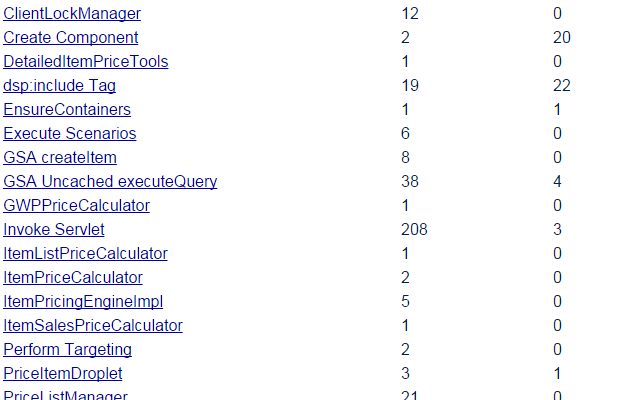 ClientLockManager 12 0
Create Component 2 20
DetailedItemPriceTools 1 0
dsp:include Tag 19 22
EnsureContainers 1 1
Execute Scenarios 6 0
GSA createItem 8 0
GSA Uncached executeQuery 38 4
GWPPriceCalculator 1 0
Invoke Servlet 208 3
ItemListPriceCalculator 1 0
ItemPriceCalculator 2 0
ItemPricingEngineImpl 5 0
ItemSalesPriceCalculator 1 0
Perform Targeting 2 0
PriceItemDroplet 3 1
PriceListManager 21 0